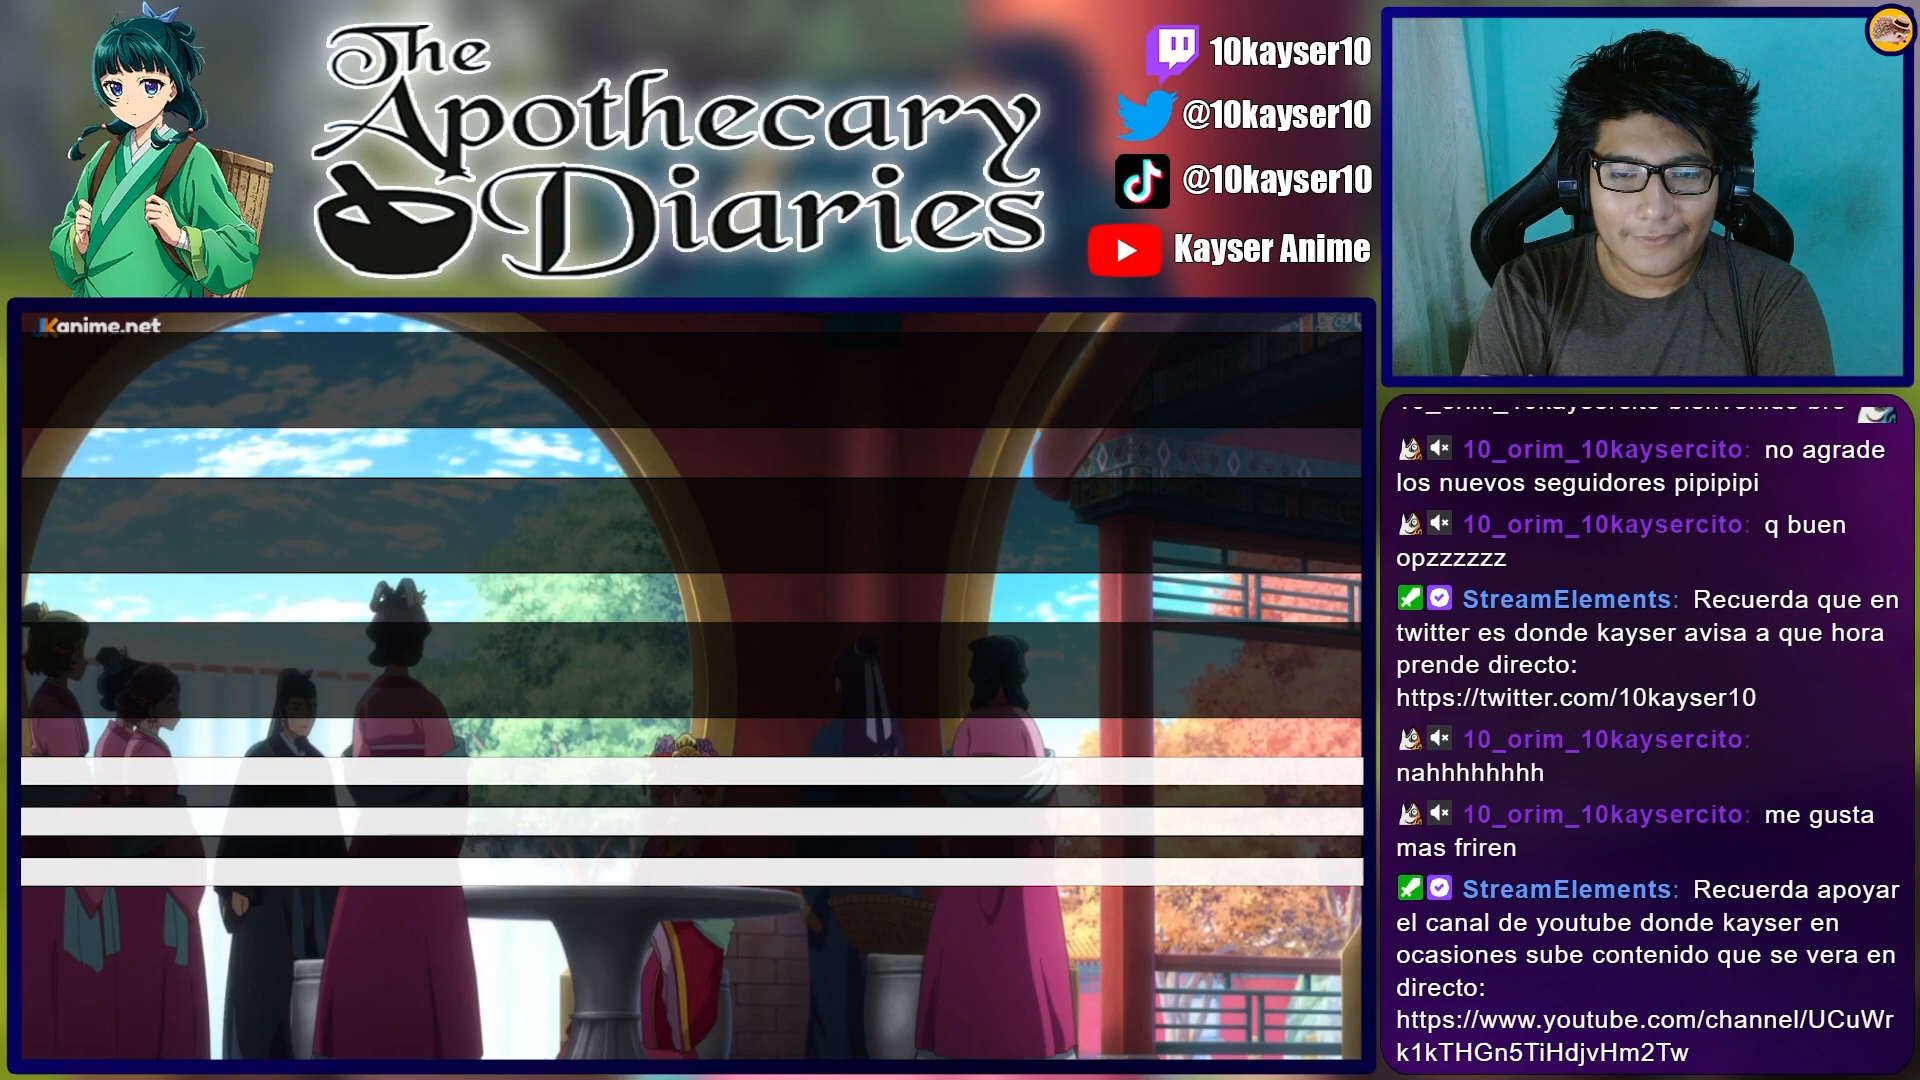 The
Apothecary
Diaries
10kayser10
@10kayser10
@10kayser10
Kayser Anime
JKanime.net
10_orim_10kaysercito: no agrade
los nuevos seguidores pipipipi
10_orim_10kaysercito: q buen
opzzzzzz
StreamElements: Recuerda que en
twitter es donde kayser avisa a que hora
prende directo:
https://twitter.com/10kayser10
10_orim_10kaysercito:
nahhhhhhhh
10_orim_10kaysercito: me gusta
mas friren
StreamElements: Recuerda apoyar
el canal de youtube donde kayser en
ocasiones sube contenido que se vera en
directo:
https://www.youtube.com/channel/UCuWr
k1kTHGn5TiHdjvHm2Tw